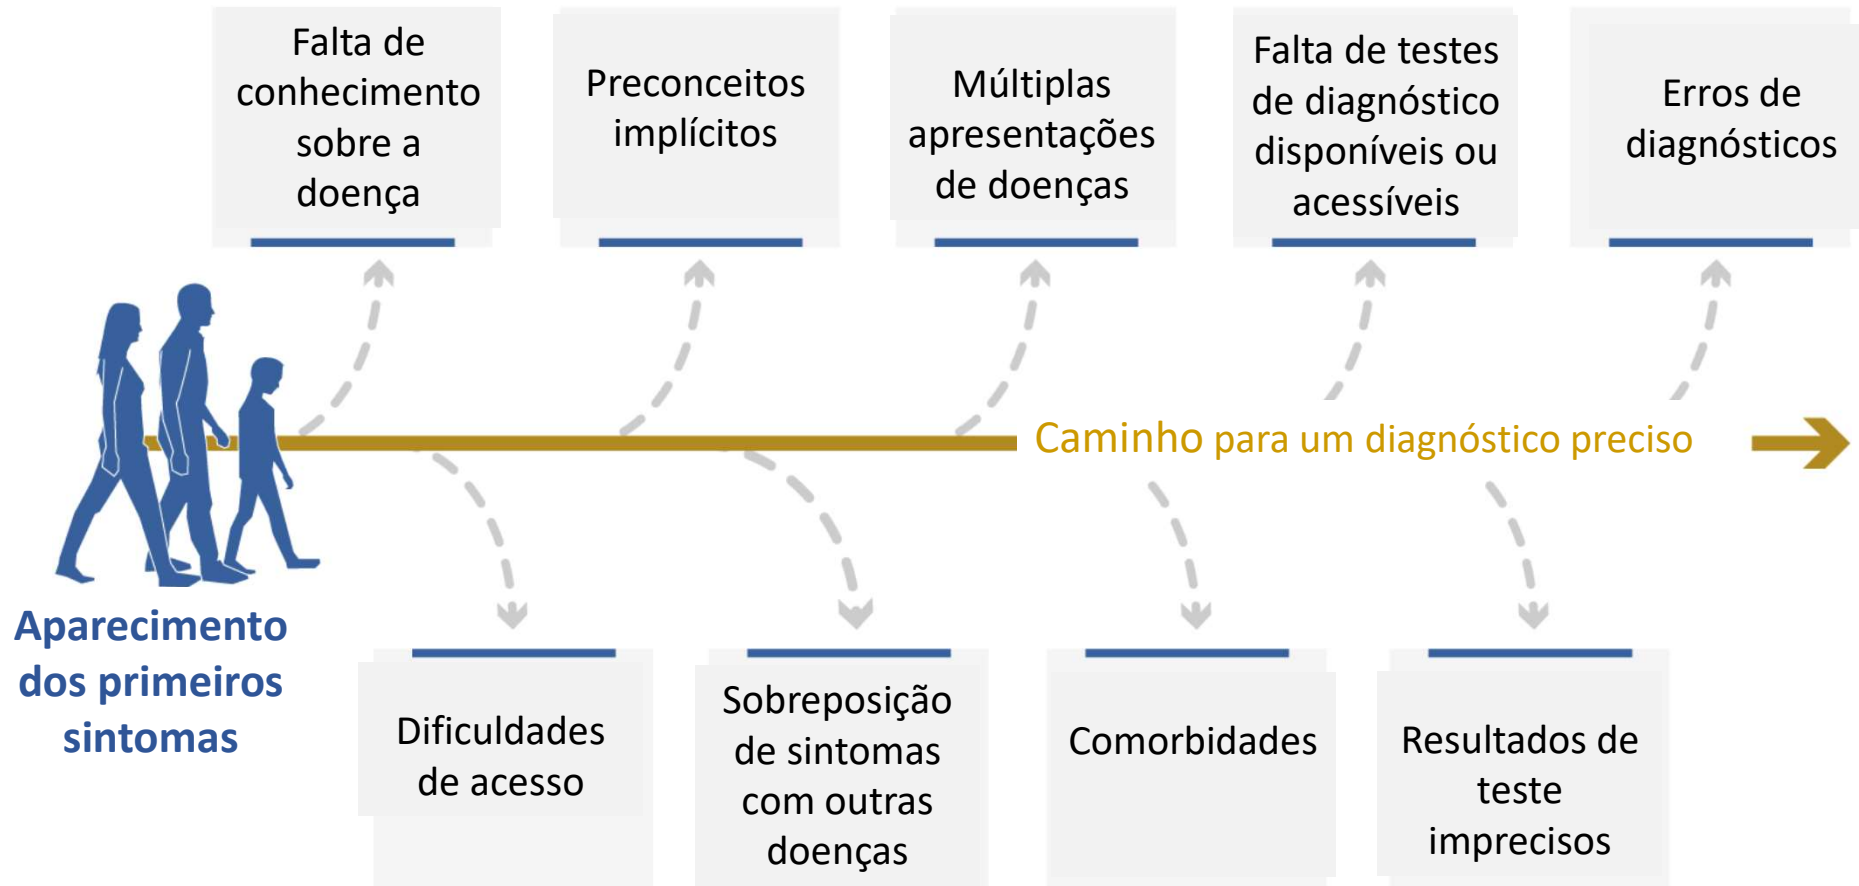 Falta de
conhecimento
sobre a
doença
Preconceitos
implícitos
Múltiplas
apresentações
de doenças
Falta de testes
de diagnóstico
disponíveis ou
acessíveis
Erros de
diagnósticos
Caminho para um diagnóstico preciso
Aparecimento
dos primeiros
sintomas
Dificuldades
de acesso
Sobreposição
de sintomas
com outras
doenças
Comorbidades
Resultados de
teste
imprecisos